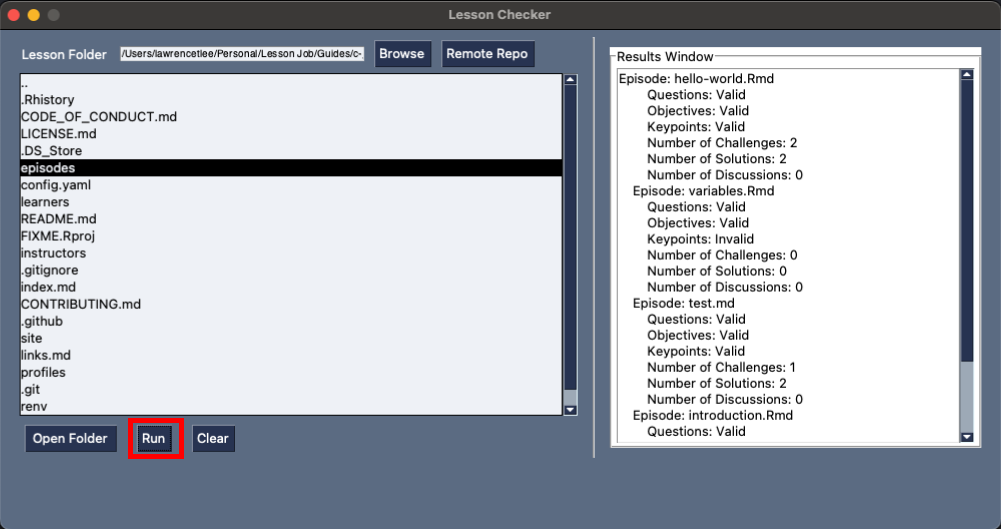 Lesson Checker
Lesson Folder /Users/lawrencetlee/Personal/Lesson Job/Guides/c- Browse Remote Repo
..
.Rhistory
CODE_OF_CONDUCT.md
LICENSE.md
.DS_Store
episodes
config.yaml
learners
README.md
FIXME.Rproj
instructors
.gitignore
index.md
CONTRIBUTING.md
.github
site
links.md
profiles
.git
renv
Open Folder Run Clear
Results Window
Episode: hello-world.Rmd
Questions: Valid
Objectives: Valid
Keypoints: Valid
Number of Challenges: 2
Number of Solutions: 2
Number of Discussions: 0
Episode: variables.Rmd
Questions: Valid
Objectives: Valid
Keypoints: Invalid
Number of Challenges: 0
Number of Solutions: 0
Number of Discussions: 0
Episode: test.md
Questions: Valid
Objectives: Valid
Keypoints: Valid
Number of Challenges: 1
Number of Solutions: 2
Number of Discussions: 0
Episode: introduction.Rmd
Questions: Valid